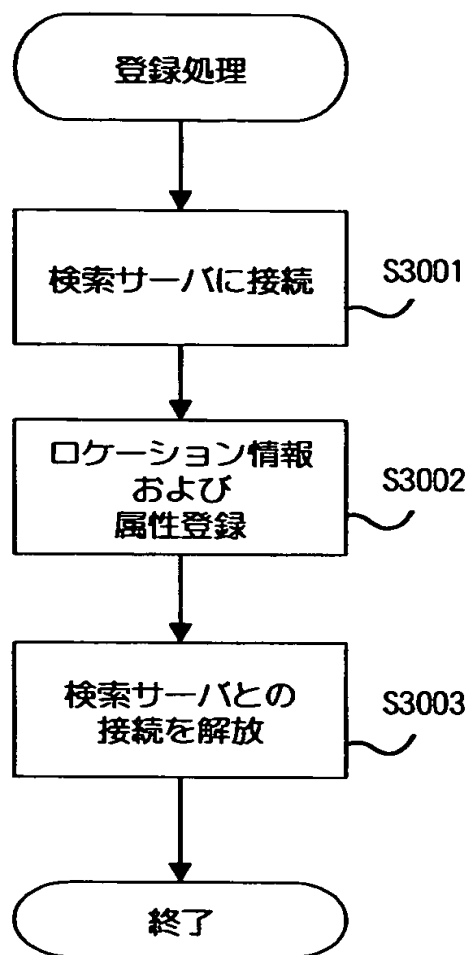 登録処理
検索サーバに接続
S3001
ロケーション情報
および
属性登録
S3002
検索サーバとの
接続を解放
S3003
終了